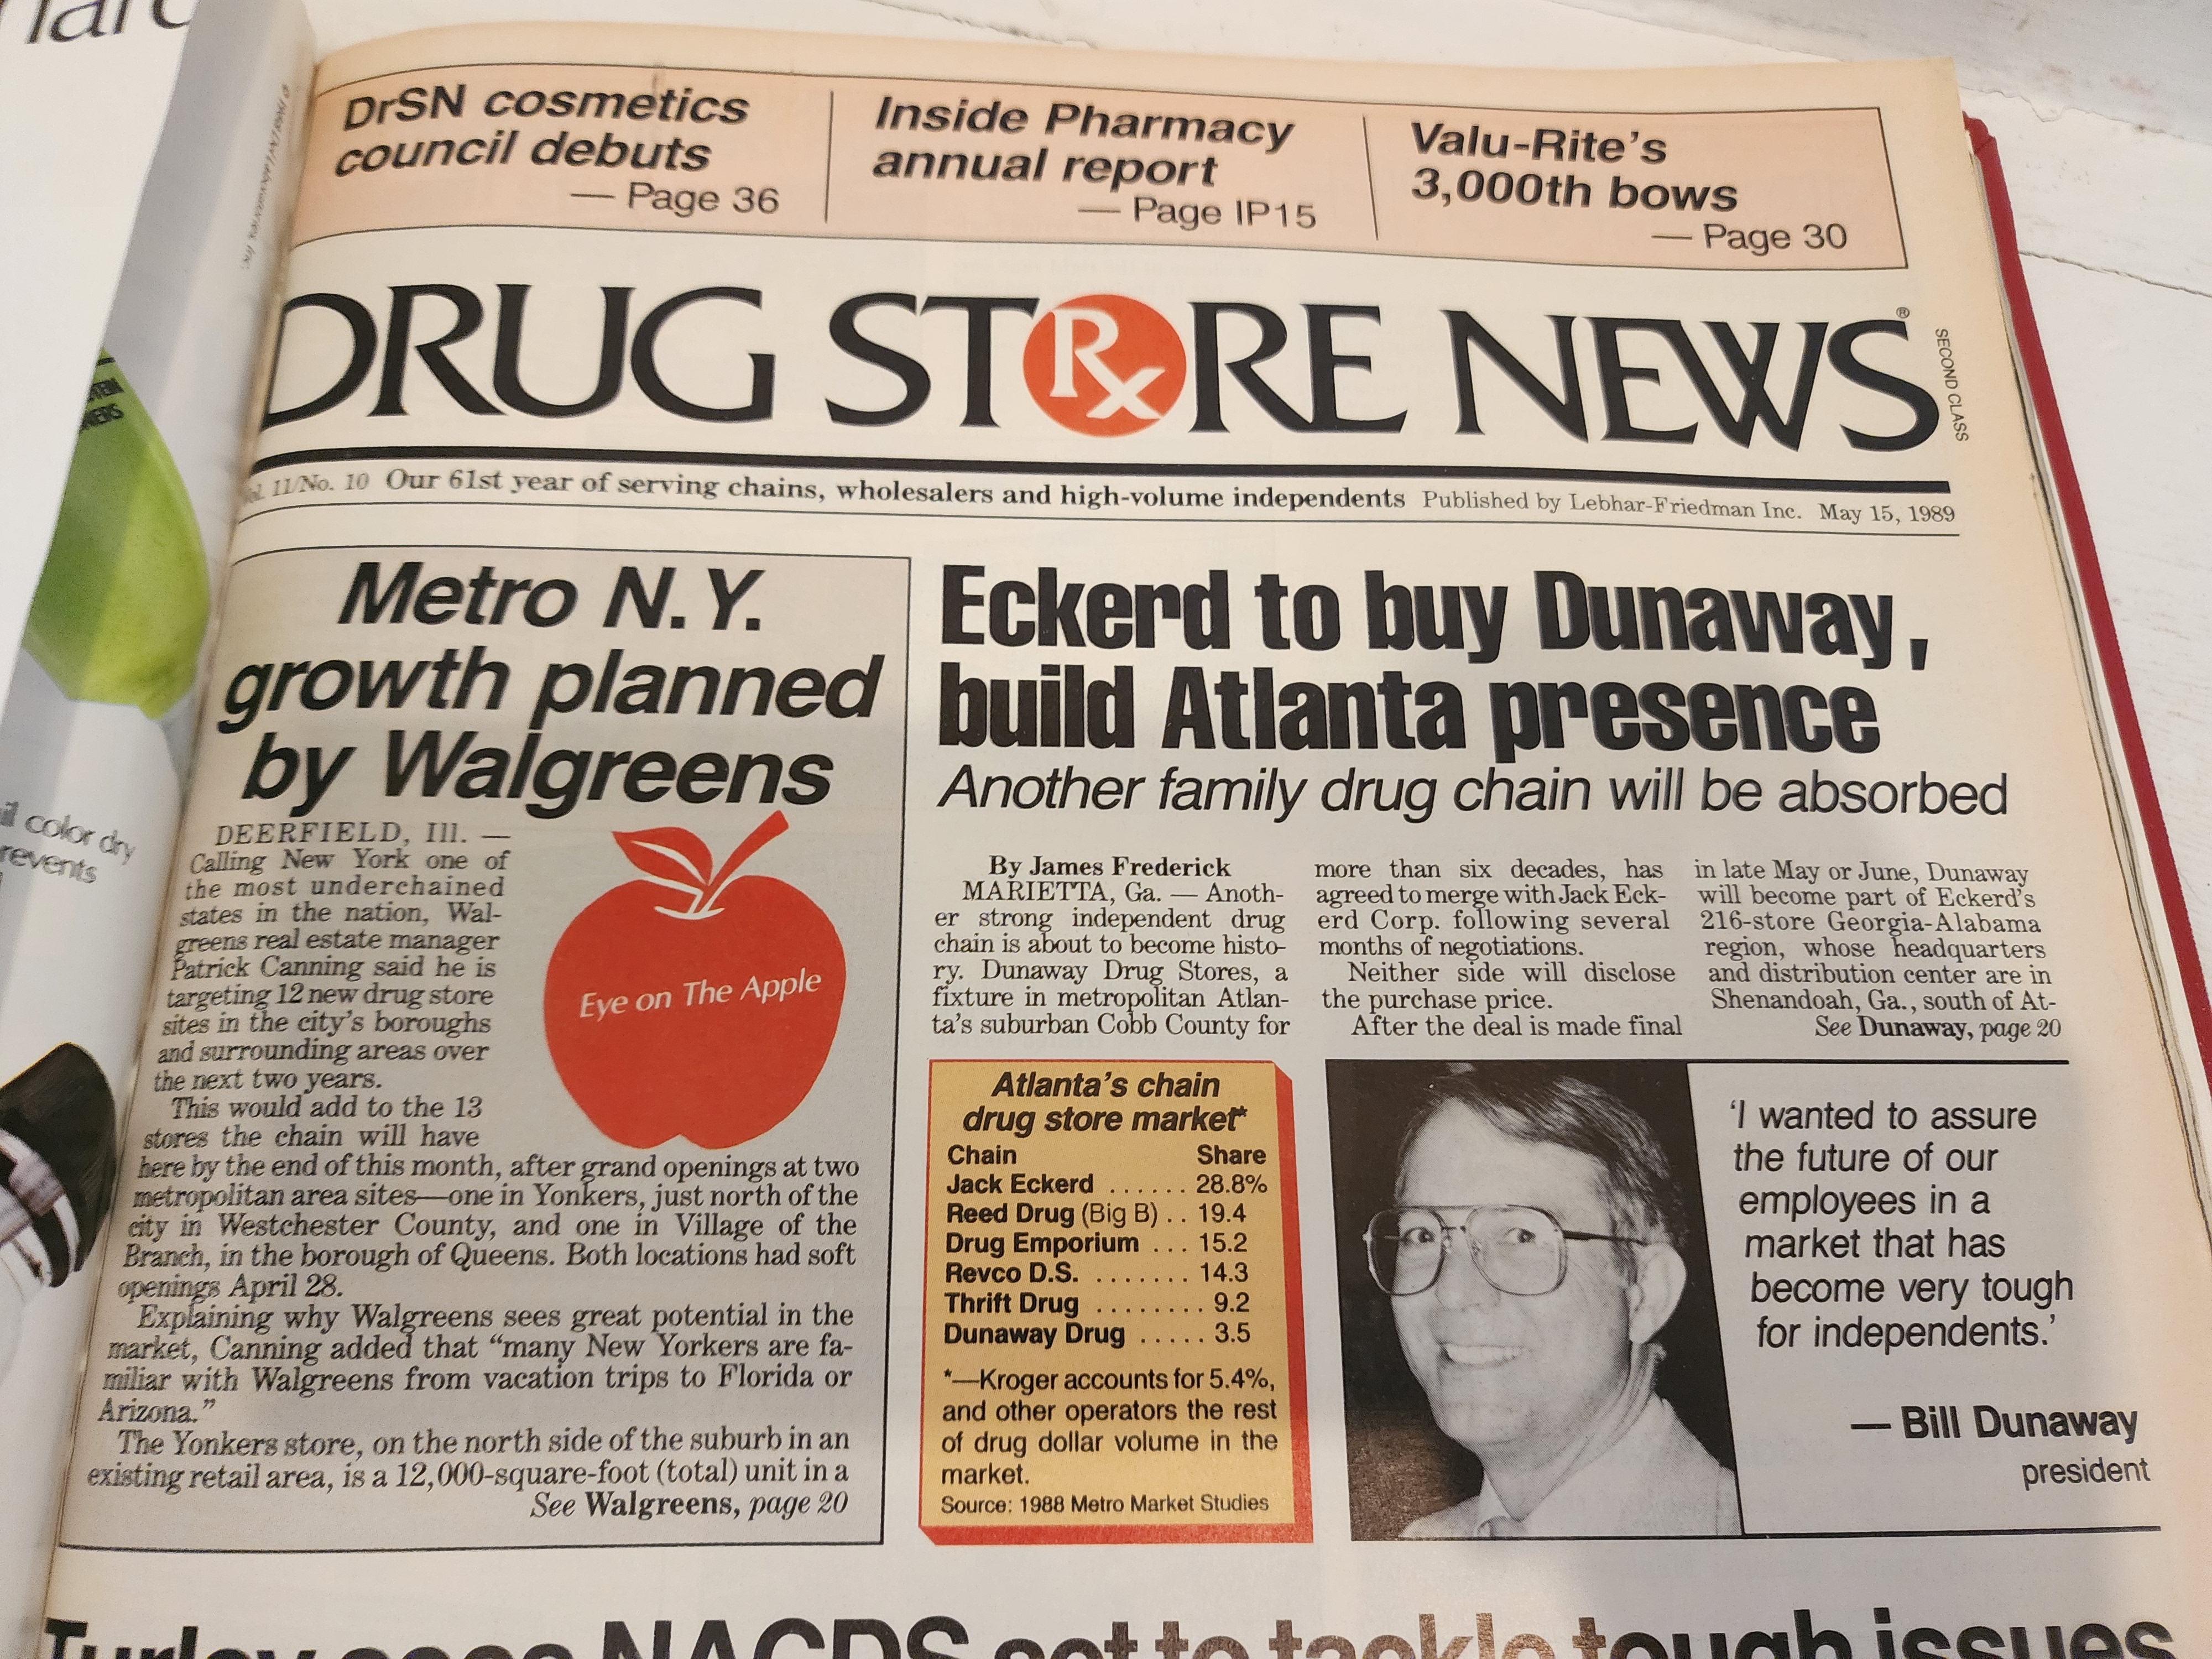 DrSN cosmetics
council debuts
— Page 36
Inside Pharmacy
annual report
— Page IP15
Valu-Rite's
3,000th bows
— Page 30
DRUG STRxRE NEWS®
SECOND CLASS
Vol. 11/No. 10 Our 61st year of serving chains, wholesalers and high-volume independents Published by Lebhar-Friedman Inc. May 15, 1989
Metro N.Y.
growth planned
by Walgreens
DEERFIELD, Ill. —
Calling New York one of
the most underchained
states in the nation, Wal-
greens real estate manager
Patrick Canning said he is
targeting 12 new drug store
sites in the city's boroughs
and surrounding areas over
the next two years.
This would add to the 13
stores the chain will have
here by the end of this month, after grand openings at two
metropolitan area sites—one in Yonkers, just north of the
city in Westchester County, and one in Village of the
Branch, in the borough of Queens. Both locations had soft
openings April 28.
Explaining why Walgreens sees great potential in the
market, Canning added that “many New Yorkers are fa-
miliar with Walgreens from vacation trips to Florida or
Arizona.”
The Yonkers store, on the north side of the suburb in an
existing retail area, is a 12,000-square-foot (total) unit in a
See Walgreens, page 20
Eye on The Apple
Eckerd to buy Dunaway,
build Atlanta presence
Another family drug chain will be absorbed
By James Frederick
MARIETTA, Ga. — Anoth-
er strong independent drug
chain is about to become histo-
ry. Dunaway Drug Stores, a
fixture in metropolitan Atlan-
ta's suburban Cobb County for
more than six decades, has
agreed to merge with Jack Eck-
erd Corp. following several
months of negotiations.
Neither side will disclose
the purchase price.
After the deal is made final
in late May or June, Dunaway
will become part of Eckerd's
216-store Georgia-Alabama
region, whose headquarters
and distribution center are in
Shenandoah, Ga., south of At-
See Dunaway, page 20
Atlanta's chain
drug store market*
Chain Share
Jack Eckerd ...... 28.8%
Reed Drug (Big B) .. 19.4
Drug Emporium ... 15.2
Revco D.S. ....... 14.3
Thrift Drug ........ 9.2
Dunaway Drug ..... 3.5
*—Kroger accounts for 5.4%,
and other operators the rest
of drug dollar volume in the
market.
Source: 1988 Metro Market Studies
'I wanted to assure
the future of our
employees in a
market that has
become very tough
for independents.'
— Bill Dunaway
president
Turley sees NACDS set to tackle tough issues
color dry